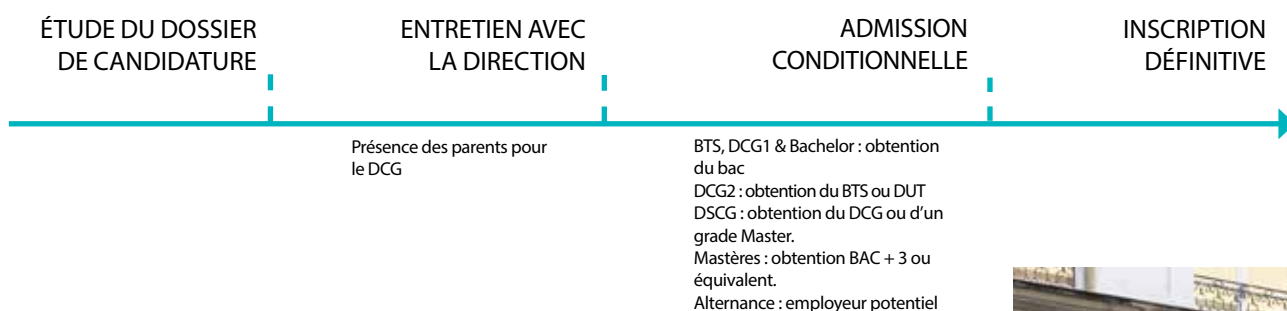 ÉTUDE DU DOSSIER
DE CANDIDATURE
ENTRETIEN AVEC
LA DIRECTION
ADMISSION
CONDITIONNELLE
INSCRIPTION
DÉFINITIVE
Présence des parents pour
le DCG
BTS, DCG1 & Bachelor : obtention
du bac
DCG2 : obtention du BTS ou DUT
DSCG : obtention du DCG ou d'un
grade Master.
Mastères : obtention BAC + 3 ou
équivalent.
Alternance : employeur potentiel